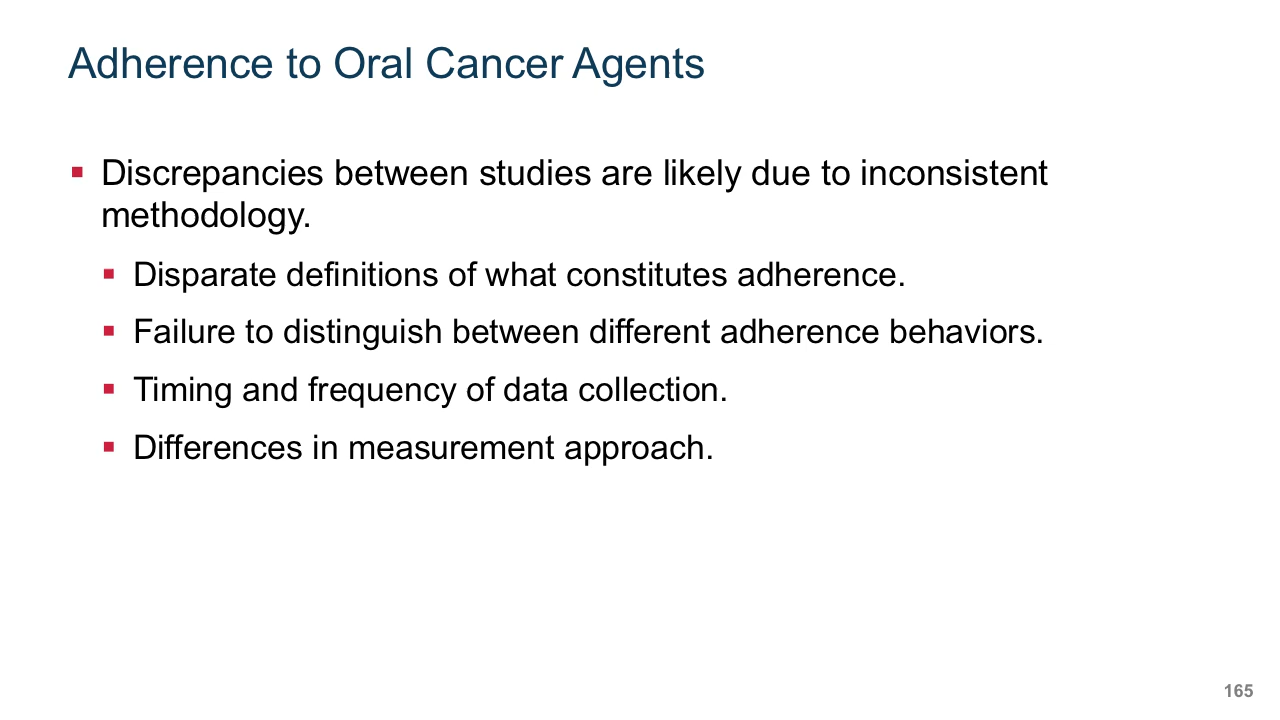 Adherence to Oral Cancer Agents
▪ Discrepancies between studies are likely due to inconsistent
methodology.
▪ Disparate definitions of what constitutes adherence.
▪ Failure to distinguish between different adherence behaviors.
▪ Timing and frequency of data collection.
▪ Differences in measurement approach.
165